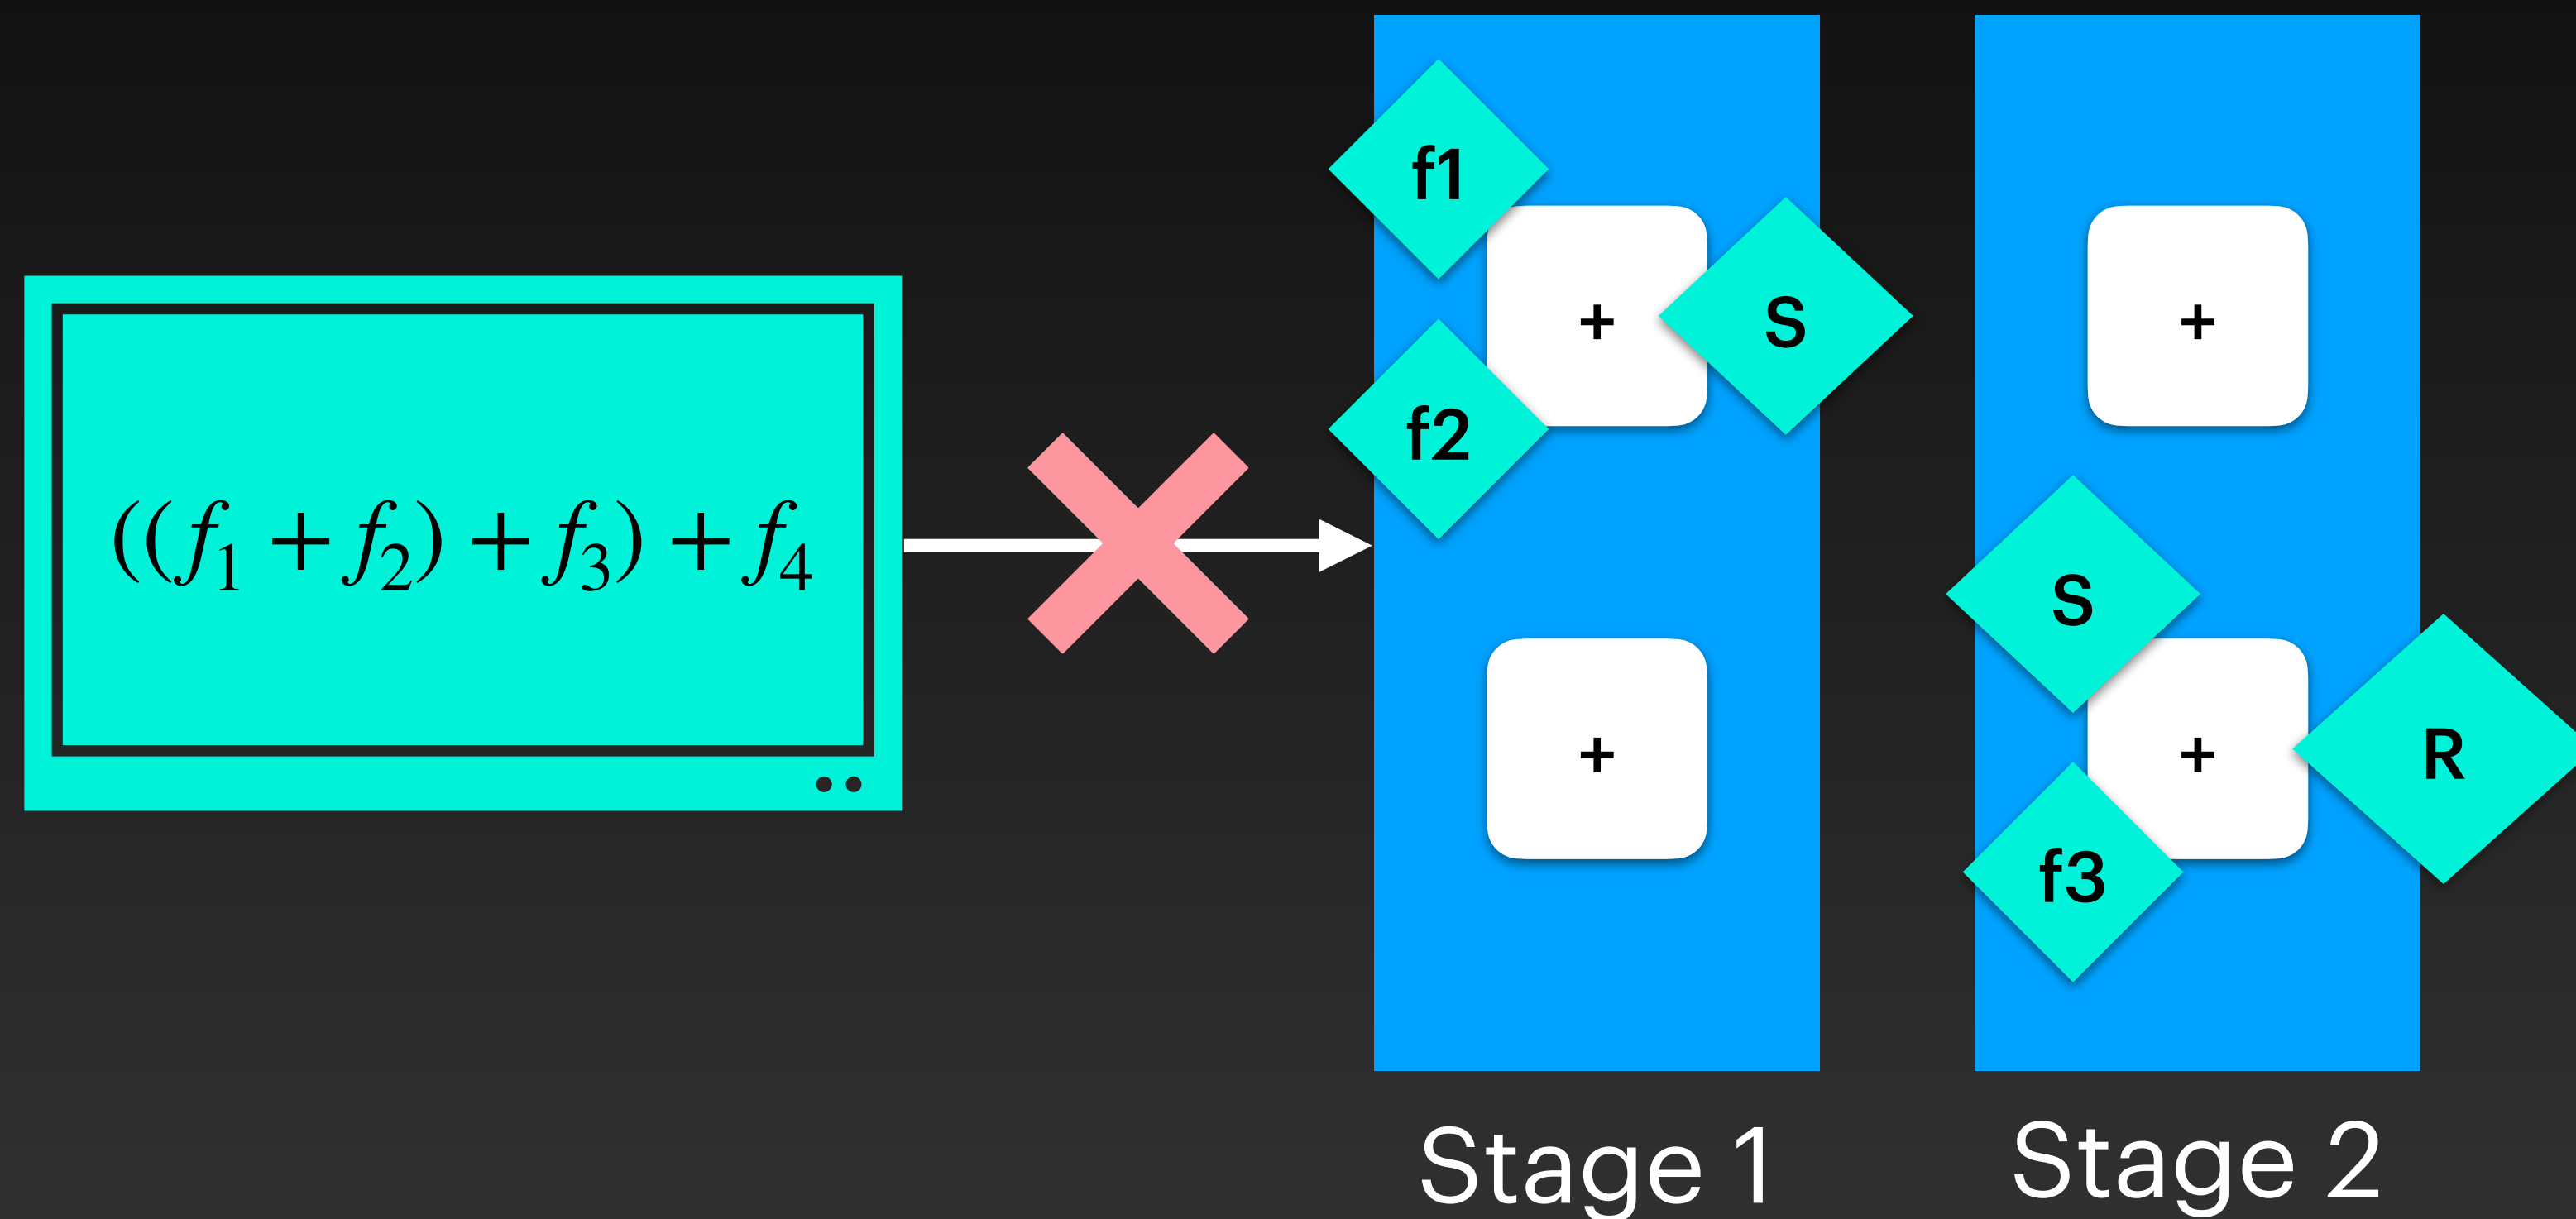 ((f₁ + f₂) + f₃) + f₄
f1
+
S
f2
+
Stage 1
+
S
+
R
f3
Stage 2